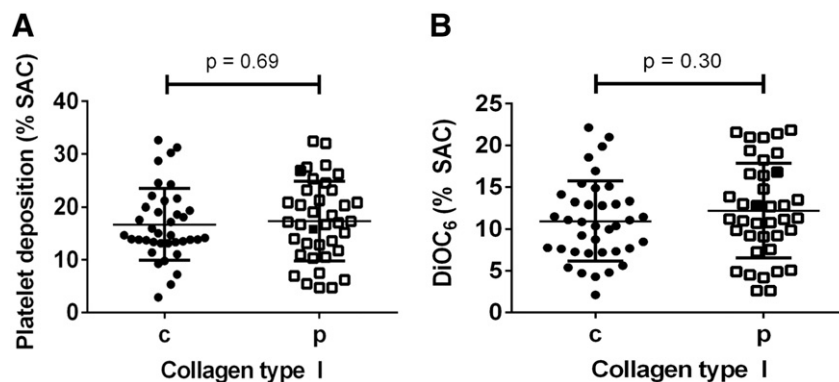 A
p = 0.69
Platelet deposition (% SAC)
40
30
20
10
0
c
p
Collagen type I
B
p = 0.30
DiOC₆ (% SAC)
25
20
15
10
5
0
c
p
Collagen type I